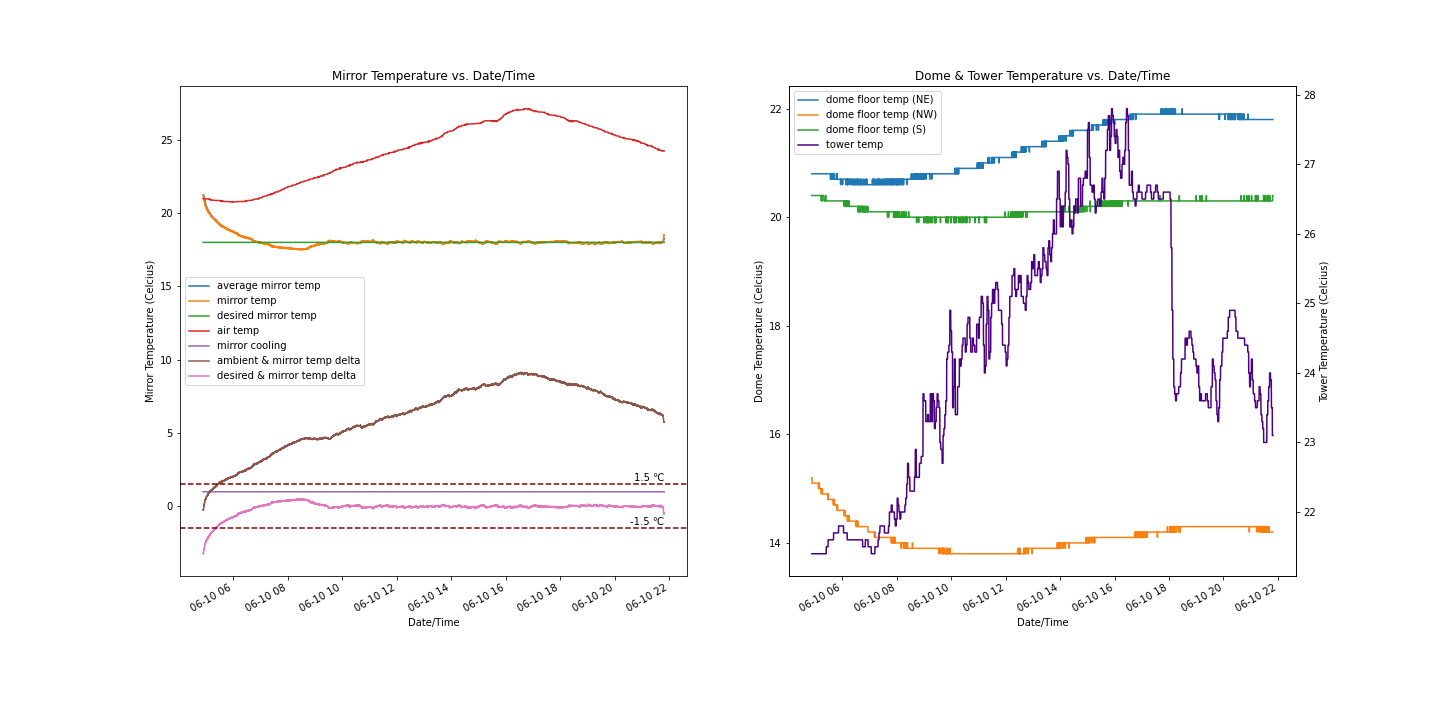 Mirror Temperature vs. Date/Time
Mirror Temperature (Celcius)
25
20
15
10
5
0
average mirror temp
mirror temp
desired mirror temp
air temp
mirror cooling
ambient & mirror temp delta
desired & mirror temp delta
1.5 °C
-1.5 °C
06-10 06
06-10 08
06-10 10
06-10 12
06-10 14
06-10 16
06-10 18
06-10 20
06-10 22
Date/Time
Dome & Tower Temperature vs. Date/Time
Dome Temperature (Celcius)
22
20
18
16
14
dome floor temp (NE)
dome floor temp (NW)
dome floor temp (S)
tower temp
28
27
26
25
24
23
22
Tower Temperature (Celcius)
06-10 06
06-10 08
06-10 10
06-10 12
06-10 14
06-10 16
06-10 18
06-10 20
06-10 22
Date/Time